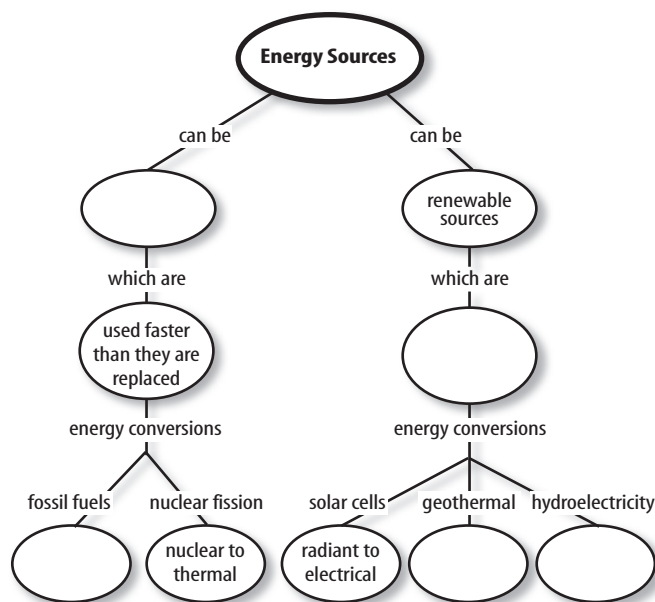 Energy Sources
can be
can be
renewable
sources
which are
which are
used faster
than they are
replaced
energy conversions
energy conversions
fossil fuels
nuclear fission
solar cells
geothermal
hydroelectricity
nuclear to
thermal
radiant to
electrical